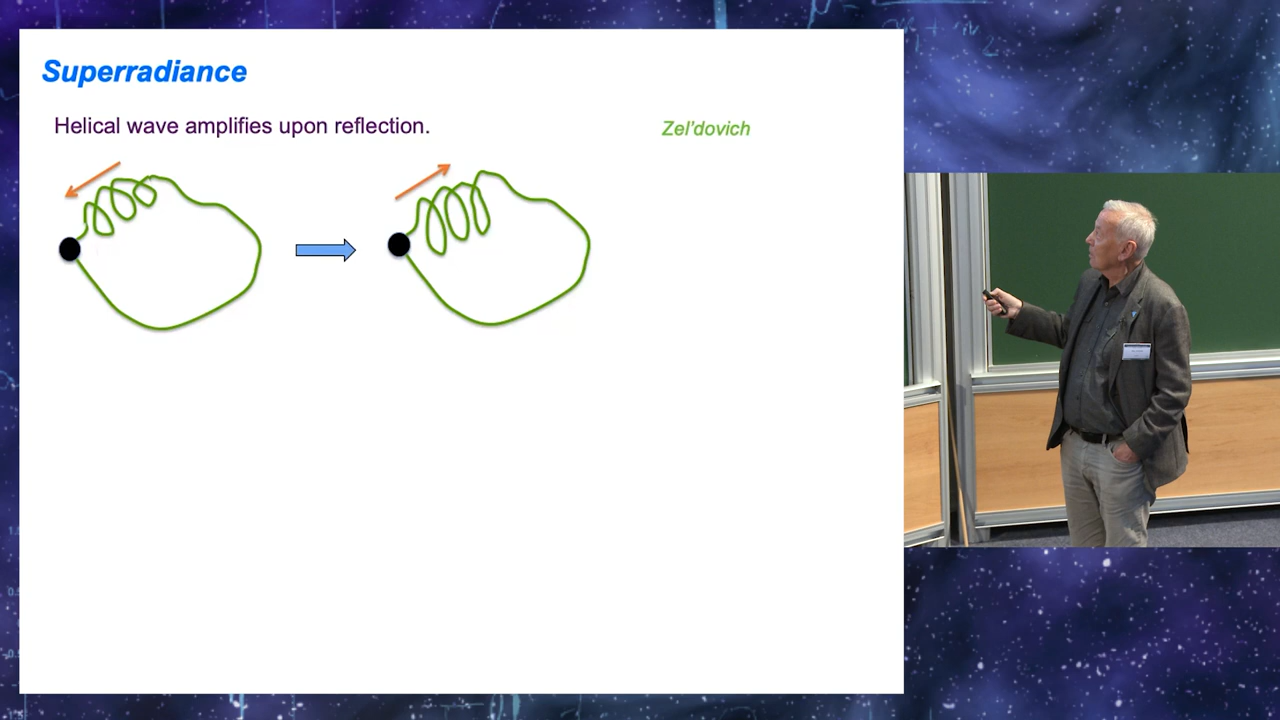 Superradiance
Helical wave amplifies upon reflection.
Zel'dovich